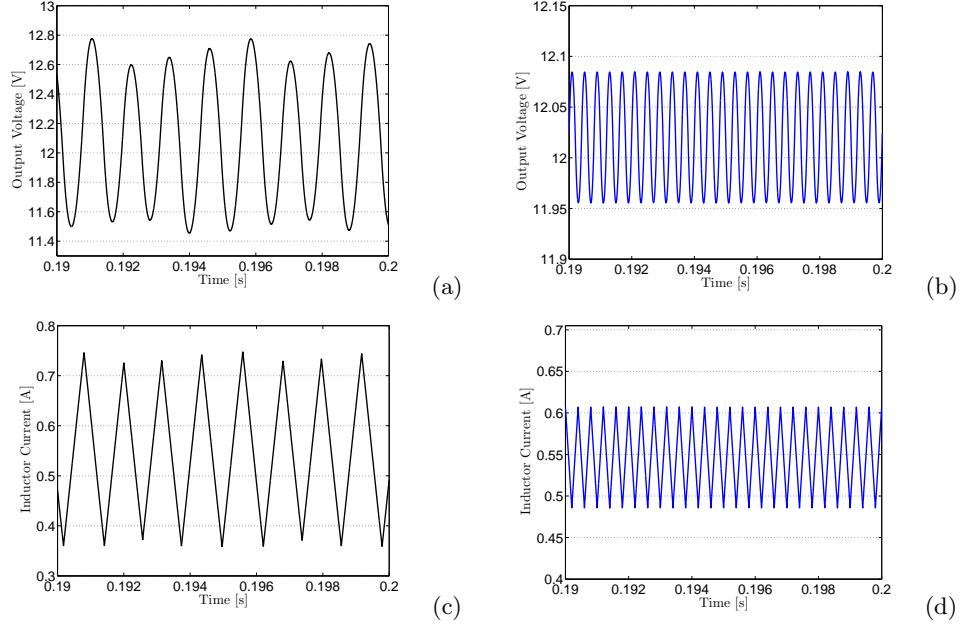 13
12.8
12.6
12.4
12.2
12
11.8
11.6
11.4
Output Voltage [V]
0.19 0.192 0.194 0.196 0.198 0.2
Time [s]
(a)
12.15
12.1
12.05
12
11.95
11.9
Output Voltage [V]
0.19 0.192 0.194 0.196 0.198 0.2
Time [s]
(b)
0.8
0.7
0.6
0.5
0.4
0.3
Inductor Current [A]
0.19 0.192 0.194 0.196 0.198 0.2
Time [s]
(c)
0.7
0.65
0.6
0.55
0.5
0.45
0.4
Inductor Current [A]
0.19 0.192 0.194 0.196 0.198 0.2
Time [s]
(d)